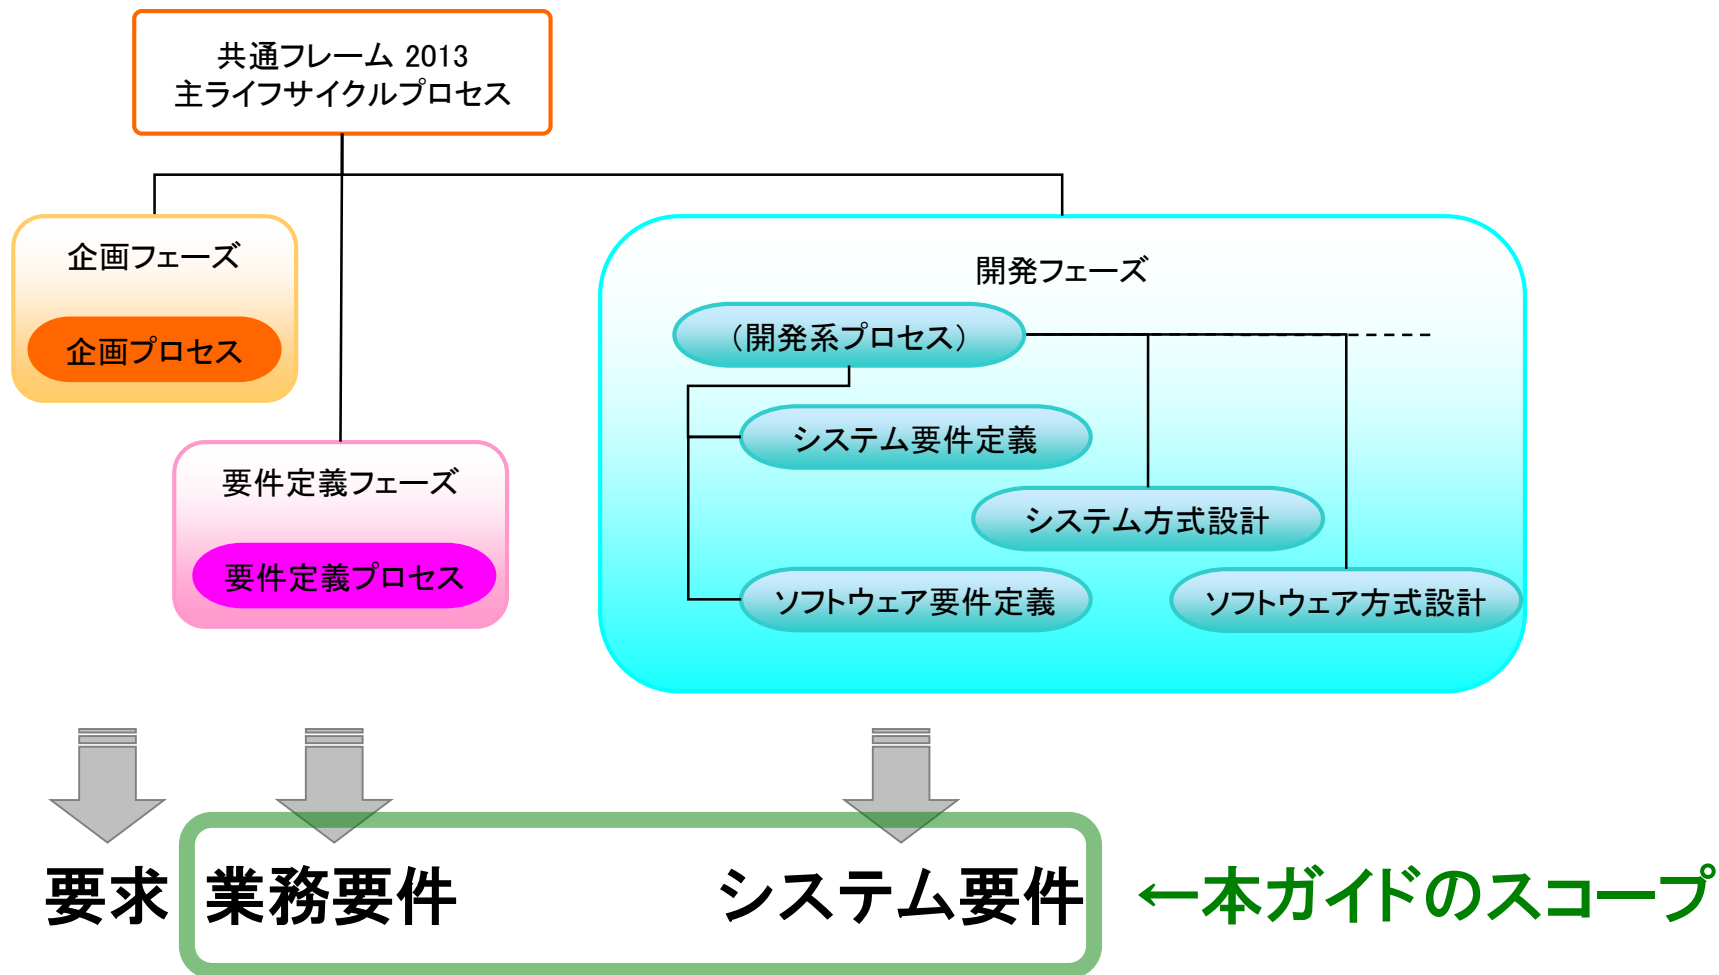 共通フレーム 2013
主ライフサイクルプロセス
企画フェーズ
企画プロセス
要件定義フェーズ
要件定義プロセス
開発フェーズ
（開発系プロセス）
システム要件定義
システム方式設計
ソフトウェア要件定義
ソフトウェア方式設計
要求
業務要件
システム要件
←本ガイドのスコープ